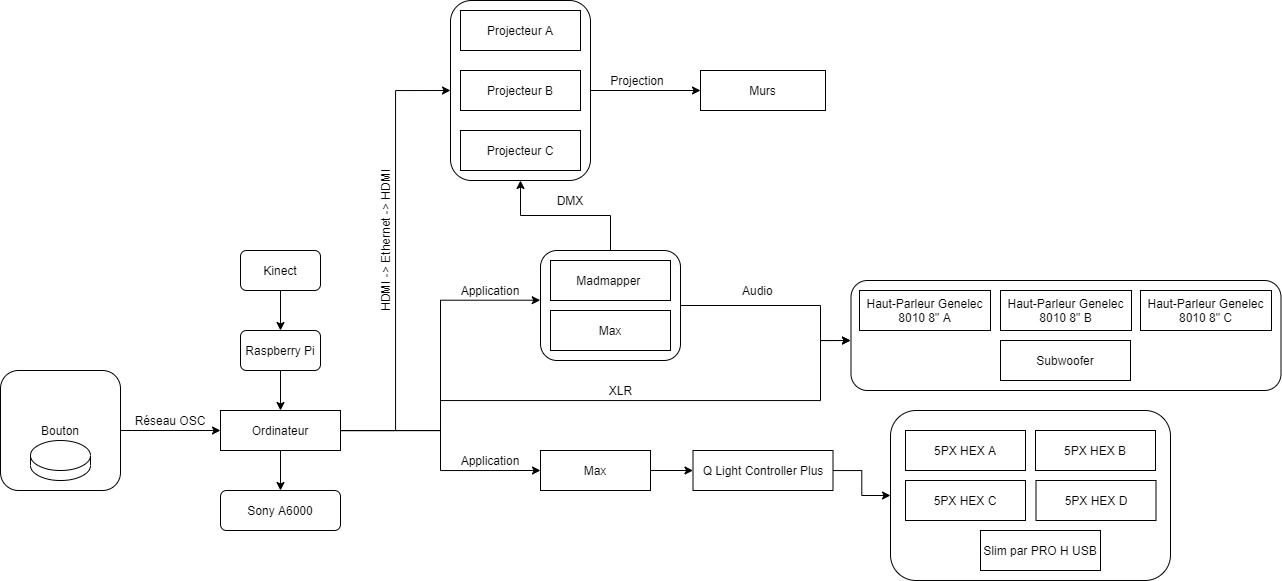 Projecteur A
Projecteur B
Projecteur C
Projection
Murs
HDMI -> Ethernet -> HDMI
DMX
Kinect
Raspberry Pi
Bouton
Réseau OSC
Ordinateur
Sony A6000
Application
Madmapper
Max
Audio
XLR
Haut-Parleur Genelec
8010 8" A
Haut-Parleur Genelec
8010 8" B
Haut-Parleur Genelec
8010 8" C
Subwoofer
Application
Max
Q Light Controller Plus
5PX HEX A
5PX HEX B
5PX HEX C
5PX HEX D
Slim par PRO H USB